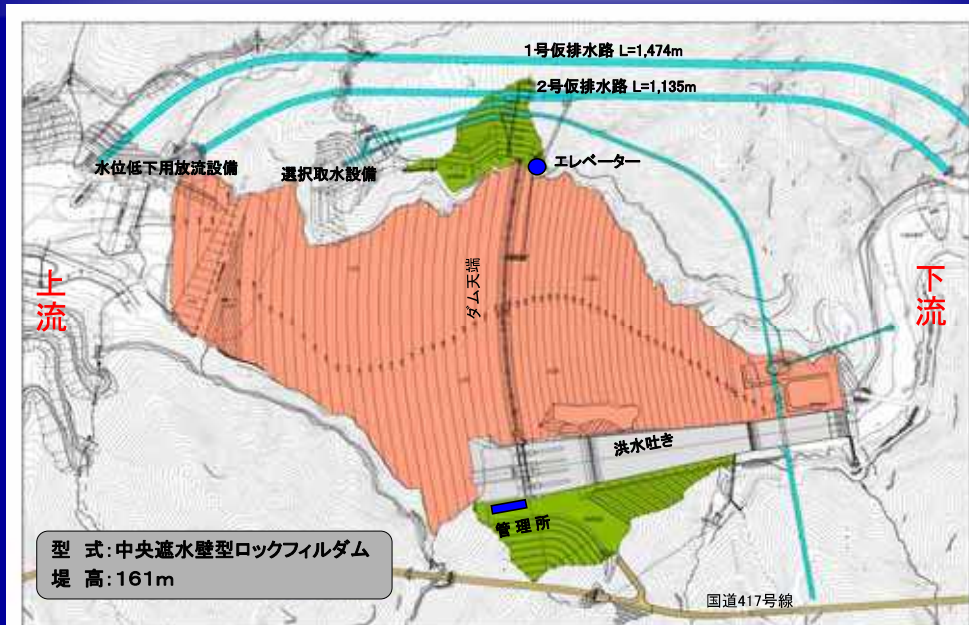 1号仮排水路 L=1,474m
2号仮排水路 L=1,135m
水位低下用放流設備
選択取水設備
エレベーター
上流
ダム天端
下流
洪水吐き
管理所
型 式:中央遮水壁型ロックフィルダム
堤 高:161m
国道417号線